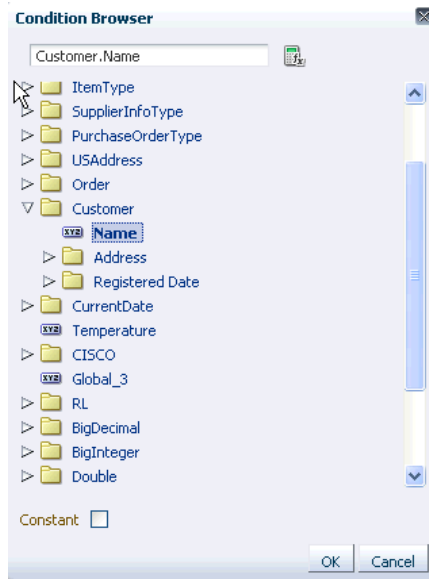 Condition Browser
Customer.Name
ItemType
SupplierInfoType
PurchaseOrderType
USAddress
Order
Customer
Name
Address
Registered Date
CurrentDate
Temperature
CISCO
Global_3
RL
BigDecimal
BigInteger
Double
Constant
OK Cancel